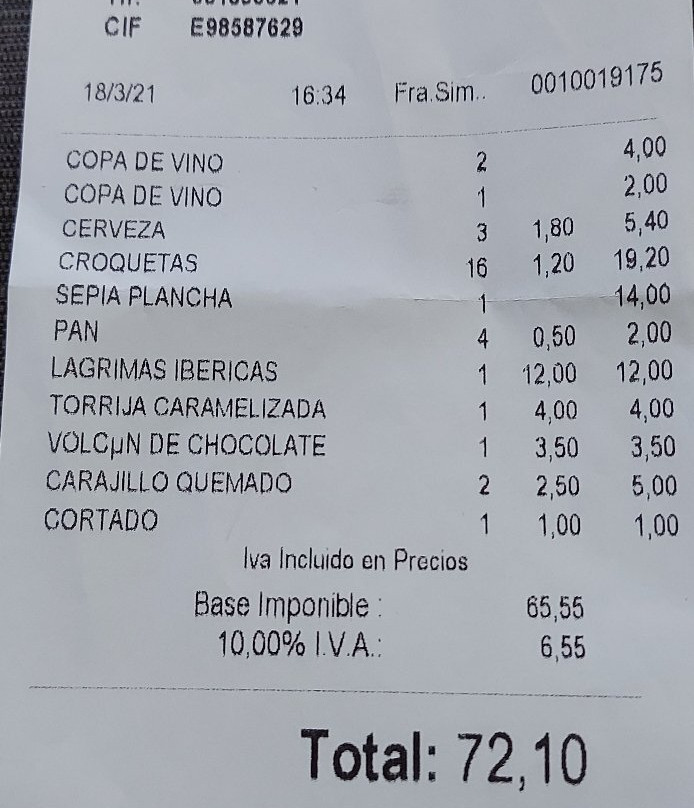 CIF E98587629
18/3/21 16:34 Fra.Sim.. 0010019175
COPA DE VINO 2 4,00
COPA DE VINO 1 2,00
CERVEZA 3 1,80 5,40
CROQUETAS 16 1,20 19,20
SEPIA PLANCHA 1 14,00
PAN 4 0,50 2,00
LAGRIMAS IBERICAS 1 12,00 12,00
TORRIJA CARAMELIZADA 1 4,00 4,00
VOLCµN DE CHOCOLATE 1 3,50 3,50
CARAJILLO QUEMADO 2 2,50 5,00
CORTADO 1 1,00 1,00
Iva Incluido en Precios
Base Imponible : 65,55
10,00% I.V.A.: 6,55
Total: 72,10